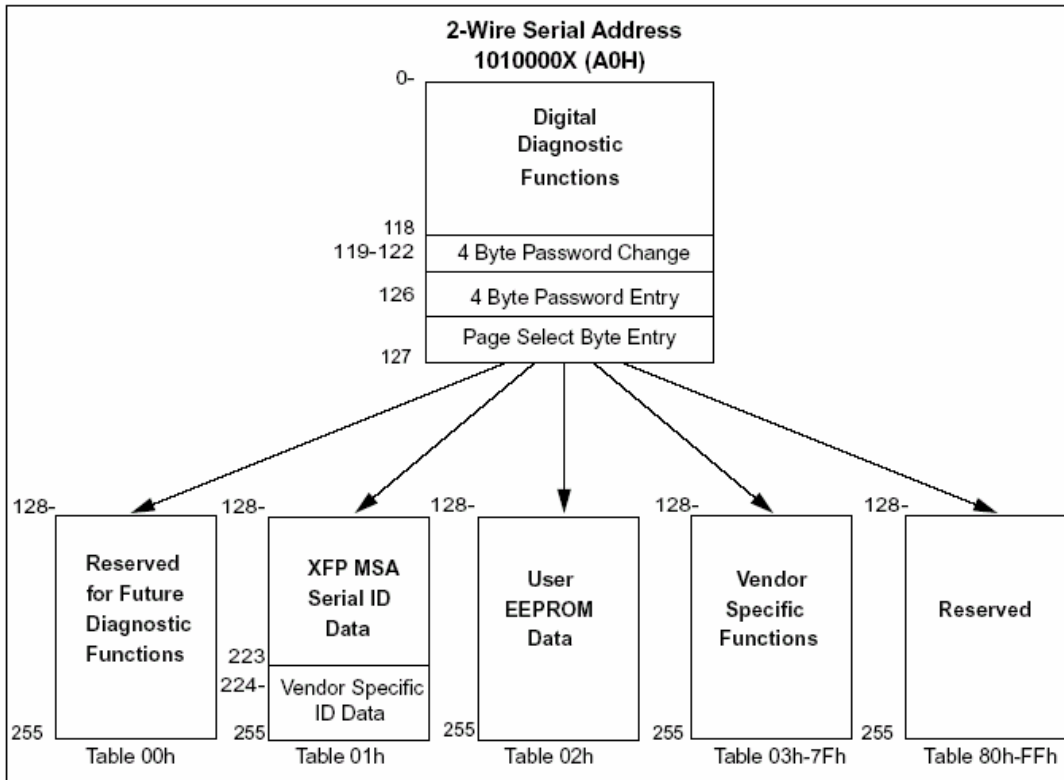 2-Wire Serial Address
1010000X (A0H)
0-
Digital
Diagnostic
Functions
118
119-122
4 Byte Password Change
126
4 Byte Password Entry
Page Select Byte Entry
127
128-
Reserved
for Future
Diagnostic
Functions
255
Table 00h
128-
XFP MSA
Serial ID
Data
223
224-
Vendor Specific
ID Data
255
Table 01h
128-
User
EEPROM
Data
255
Table 02h
128-
Vendor
Specific
Functions
255
Table 03h-7Fh
128-
Reserved
255
Table 80h-FFh